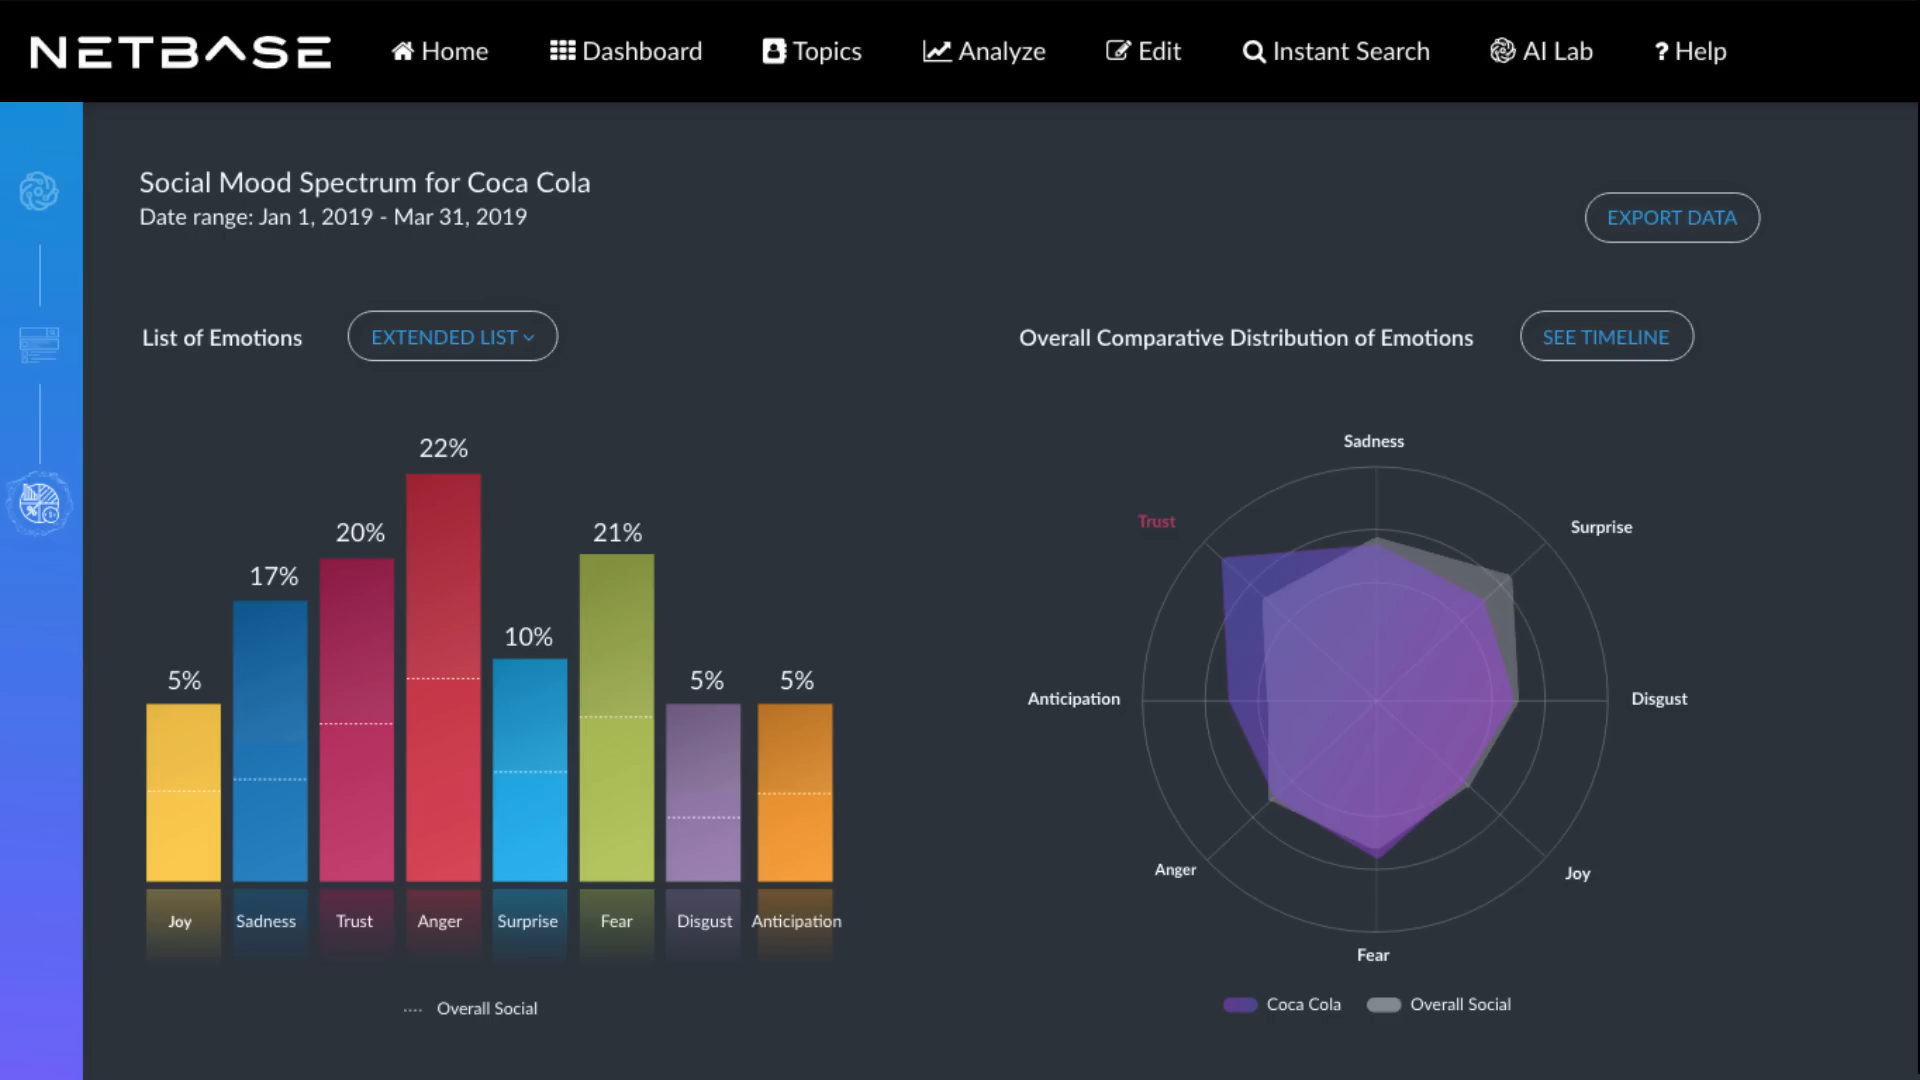 NETBASE
Home
Dashboard
Topics
Analyze
Edit
Instant Search
AI Lab
? Help
Social Mood Spectrum for Coca Cola
Date range: Jan 1, 2019 - Mar 31, 2019
EXPORT DATA
List of Emotions
EXTENDED LIST
Overall Comparative Distribution of Emotions
SEE TIMELINE
5%
17%
20%
22%
10%
21%
5%
5%
Joy
Sadness
Trust
Anger
Surprise
Fear
Disgust
Anticipation
Overall Social
Sadness
Trust
Surprise
Anticipation
Disgust
Anger
Joy
Fear
Coca Cola
Overall Social